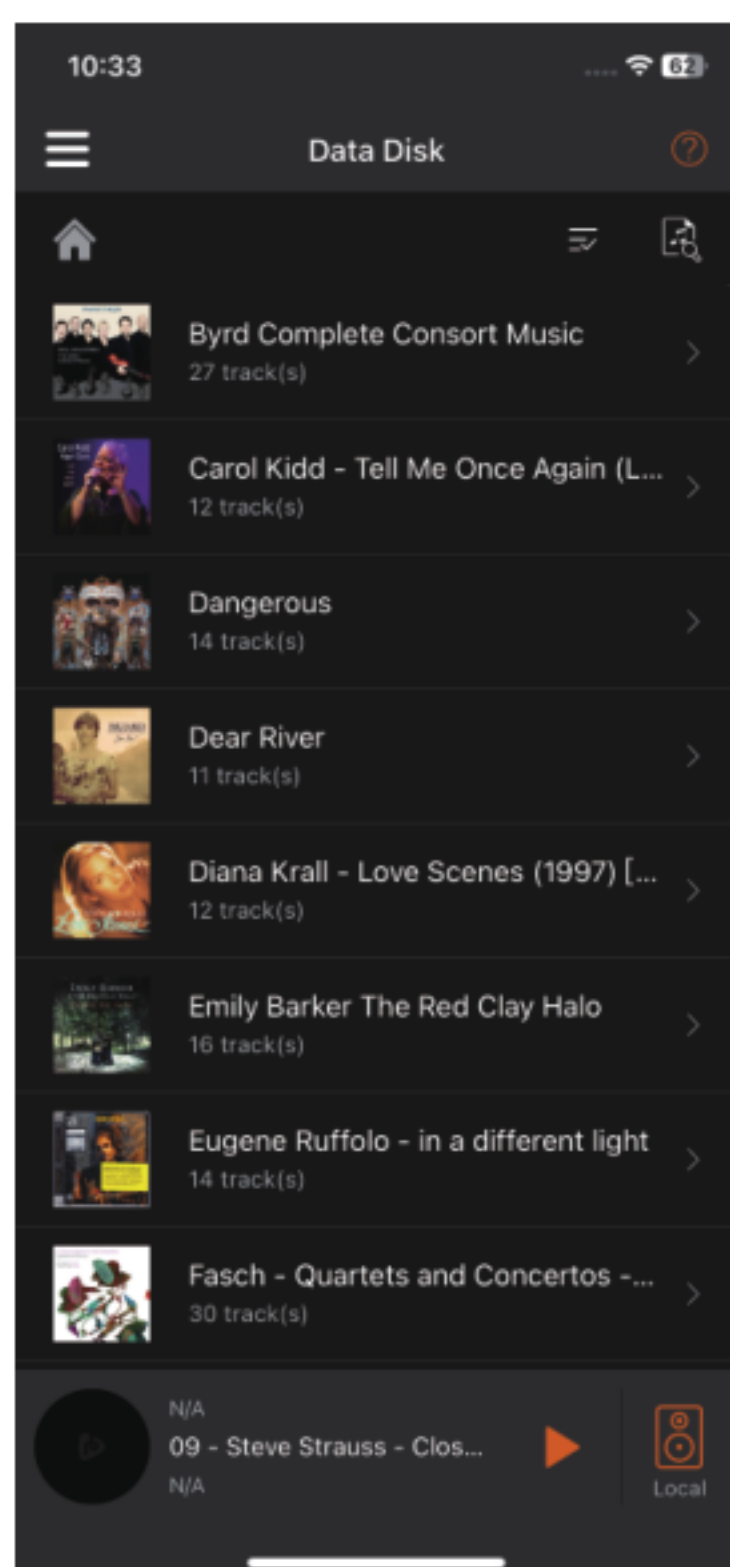 10:33
62
Data Disk
?
Byrd Complete Consort Music
27 track(s)
Carol Kidd - Tell Me Once Again (L...
12 track(s)
Dangerous
14 track(s)
Dear River
11 track(s)
Diana Krall - Love Scenes (1997) [...
12 track(s)
Emily Barker The Red Clay Halo
16 track(s)
Eugene Ruffolo - in a different light
14 track(s)
Fasch - Quartets and Concertos -...
30 track(s)
N/A
09 - Steve Strauss - Clos...
N/A
Local